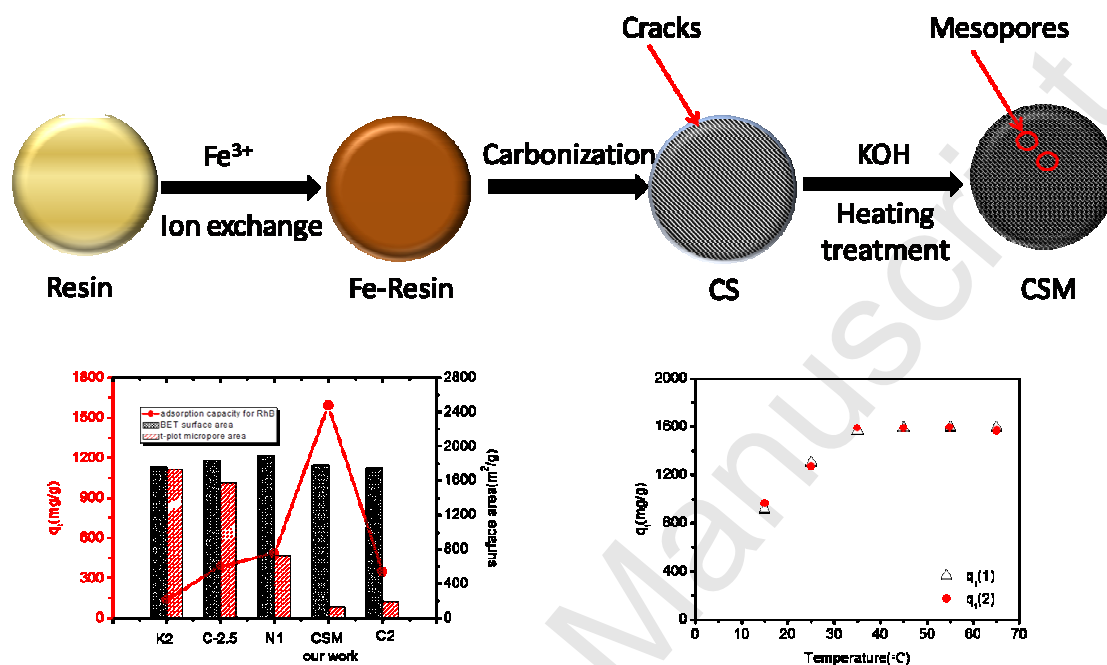 Cracks
Mesopores
Fe³⁺
Ion exchange
Carbonization
KOH
Heating
treatment
Resin
Fe-Resin
CS
CSM
1800
1500
1200
900
600
300
0
qₜ(mg/g)
adsorption capacity for RhB
BET surface area
t-plot micropore area
2800
2400
2000
1600
1200
800
400
0
surface area(m²/g)
K2
C-2.5
N1
CSM
C2
our work
2000
1600
1200
800
400
0
qₜ(mg/g)
qₜ(1)
qₜ(2)
0
10
20
30
40
50
60
70
Temperature(◦C)
Manuscript